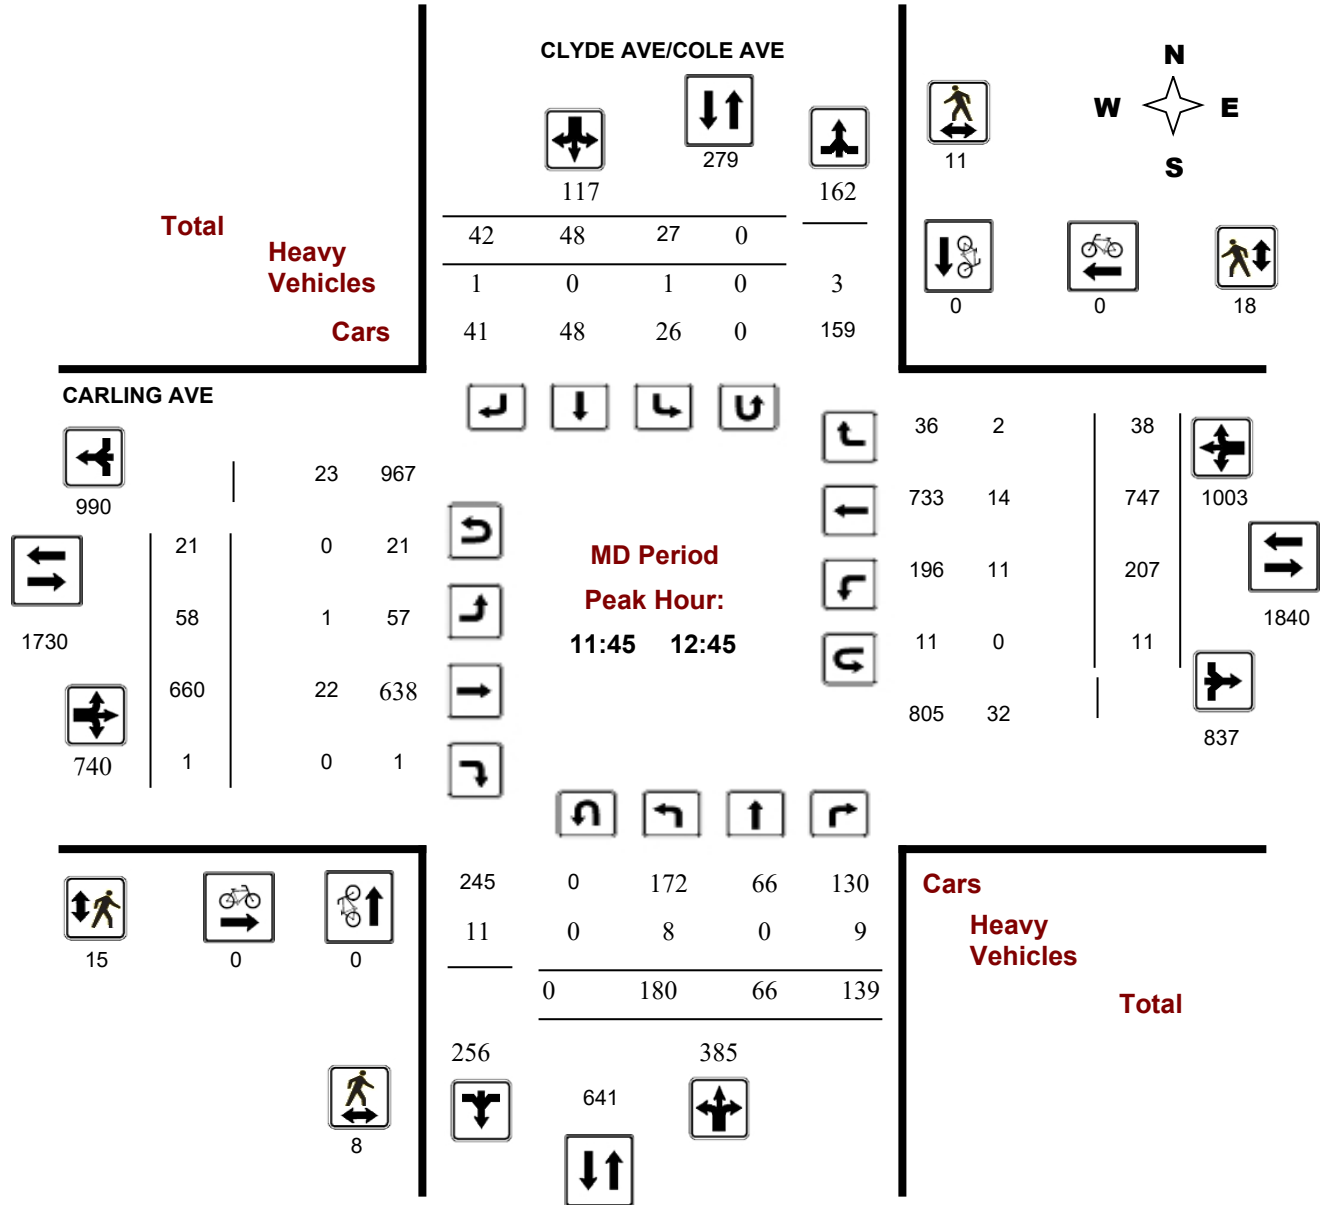 CLYDE AVE/COLE AVE
N
W E
S
279
11
117
162
Total
42 48 27 0
Heavy
Vehicles
1 0 1 0 3
0 0 18
Cars
41 48 26 0 159
CARLING AVE
36 2 38
23 967
990
733 14 747 1003
21 0 21
MD Period
196 11 207
Peak Hour:
58 1 57
1840
1730
11:45 12:45
11 0 11
660 22 638
805 32
837
740 1 0 1
245 0 172 66 130
Cars
11 0 8 0 9
Heavy
Vehicles
15 0 0
0 180 66 139
Total
256 385
641
8